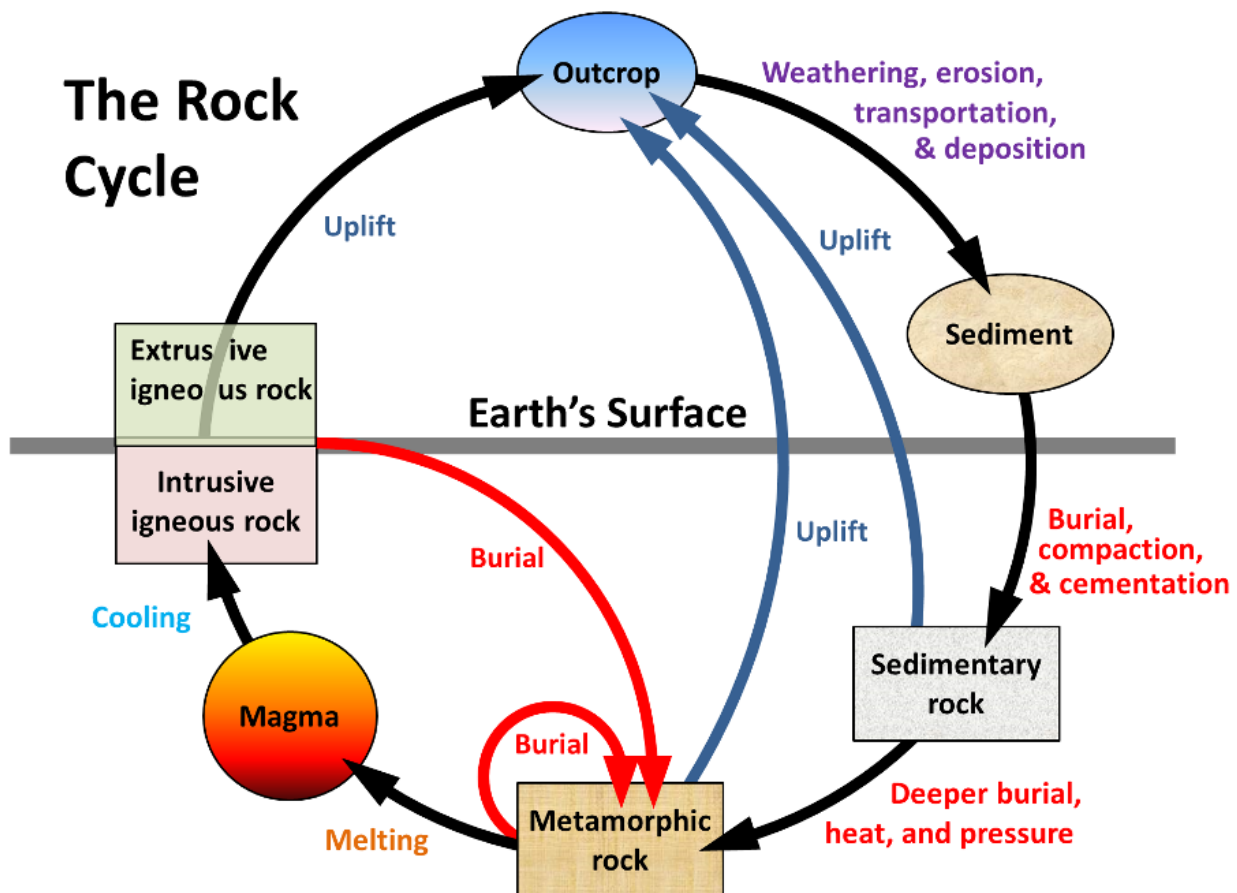 The Rock
Cycle
Outcrop
Weathering, erosion,
transportation,
& deposition
Uplift
Uplift
Sediment
Extrusive
igneous rock
Earth's Surface
Intrusive
igneous rock
Burial,
compaction,
& cementation
Uplift
Burial
Cooling
Sedimentary
rock
Magma
Burial
Deeper burial,
heat, and pressure
Metamorphic
rock
Melting